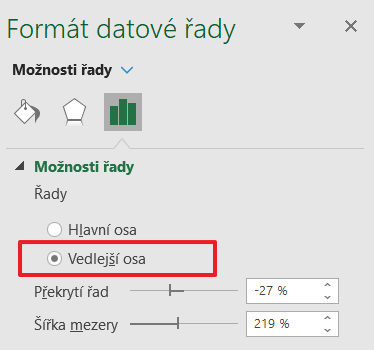 Formát datové řady
Možnosti řady
Možnosti řady
Řady
Hlavní osa
Vedlejší osa
Překrytí řad -27 %
Šířka mezery 219 %